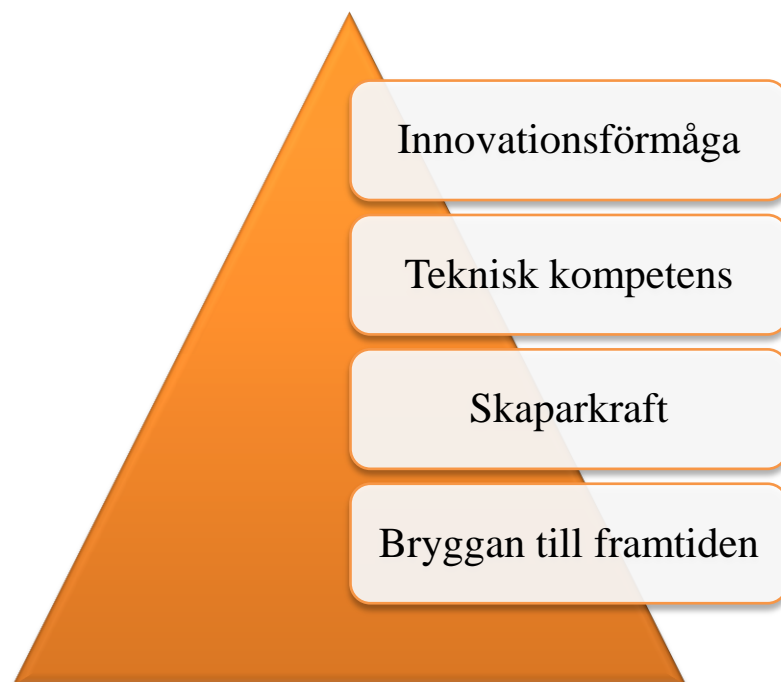 Innovationsförmåga
Teknisk kompetens
Skaparkraft
Bryggan till framtiden